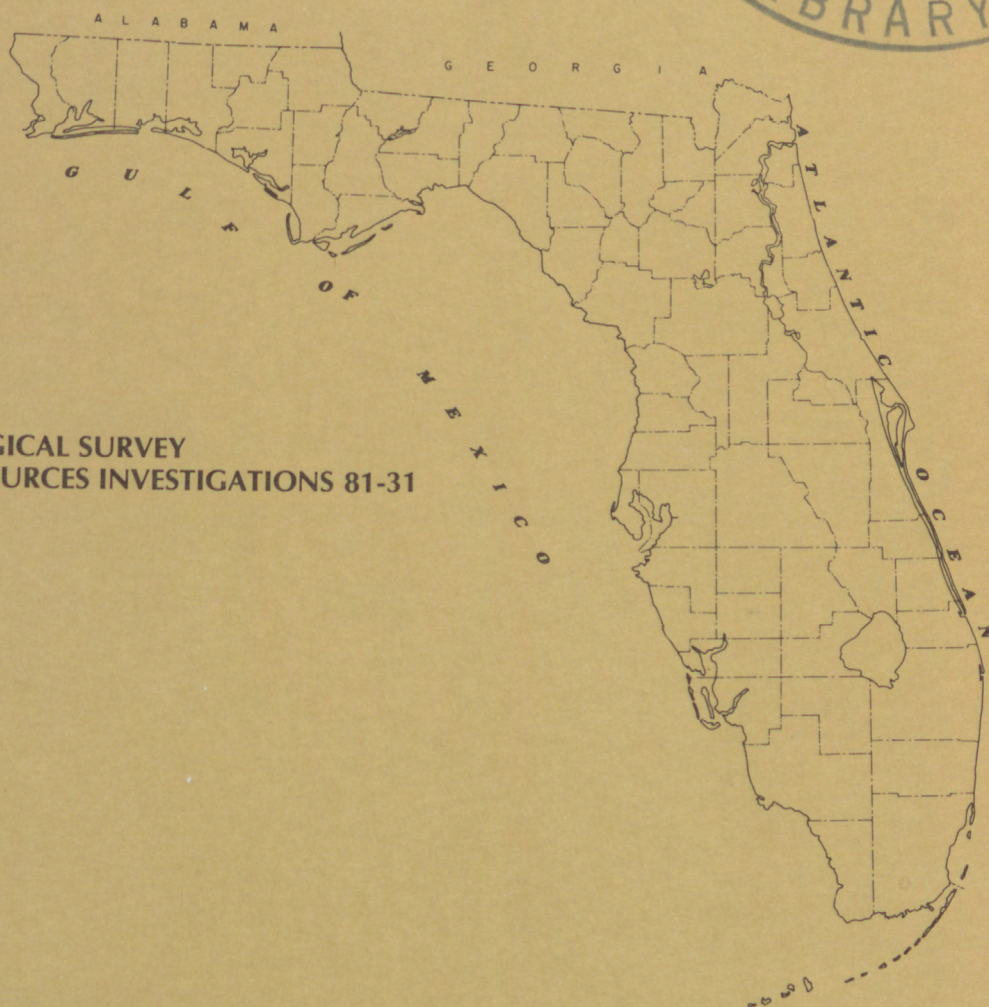 BRARY
ALABAMA
GEORGIA
ATLANTIC OCEAN
GULF OF MEXICO
GICAL SURVEY
URCES INVESTIGATIONS 81-31